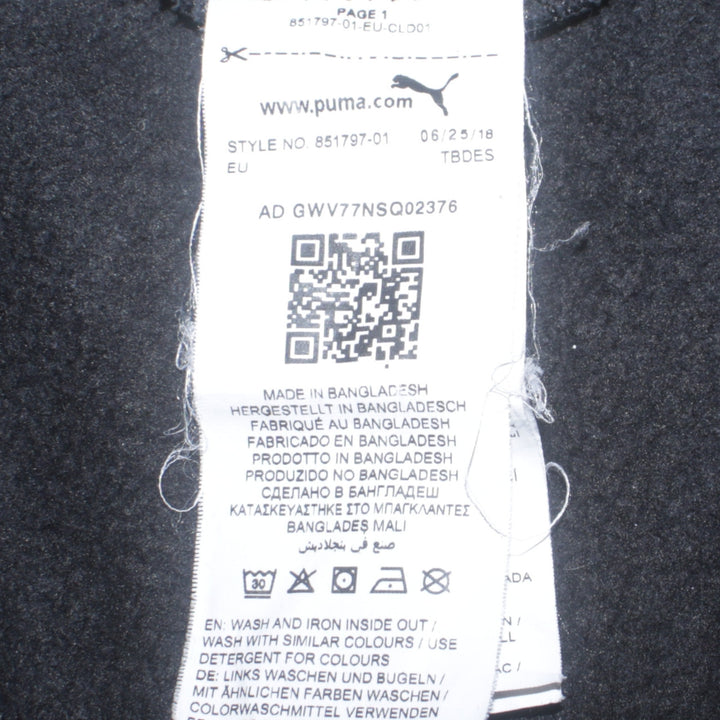 PAGE 1
851797-01-EU-CLD01
www.puma.com
STYLE NO. 851797-01 06/25/18
EU TBDES
AD GWV77NSQ02376
MADE IN BANGLADESH
HERGESTELLT IN BANGLADESCH
FABRIQUÉ AU BANGLADESH
FABRICADO EN BANGLADESH
PRODOTTO IN BANGLADESH
PRODUZIDO NO BANGLADESH
СДЕЛАНО В БАНГЛАДЕШ
ΚΑΤΑΣΚΕΥΑΣΤΗΚΕ ΣΤΟ ΜΠΑΓΚΛΑΝΤΕΣ
BANGLADEŞ MALI
صنع في بنجلاديش
30
EN: WASH AND IRON INSIDE OUT /
WASH WITH SIMILAR COLOURS / USE
DETERGENT FOR COLOURS
DE: LINKS WASCHEN UND BÜGELN /
MIT ÄHNLICHEN FARBEN WASCHEN /
COLORWASCHMITTEL VERWENDEN